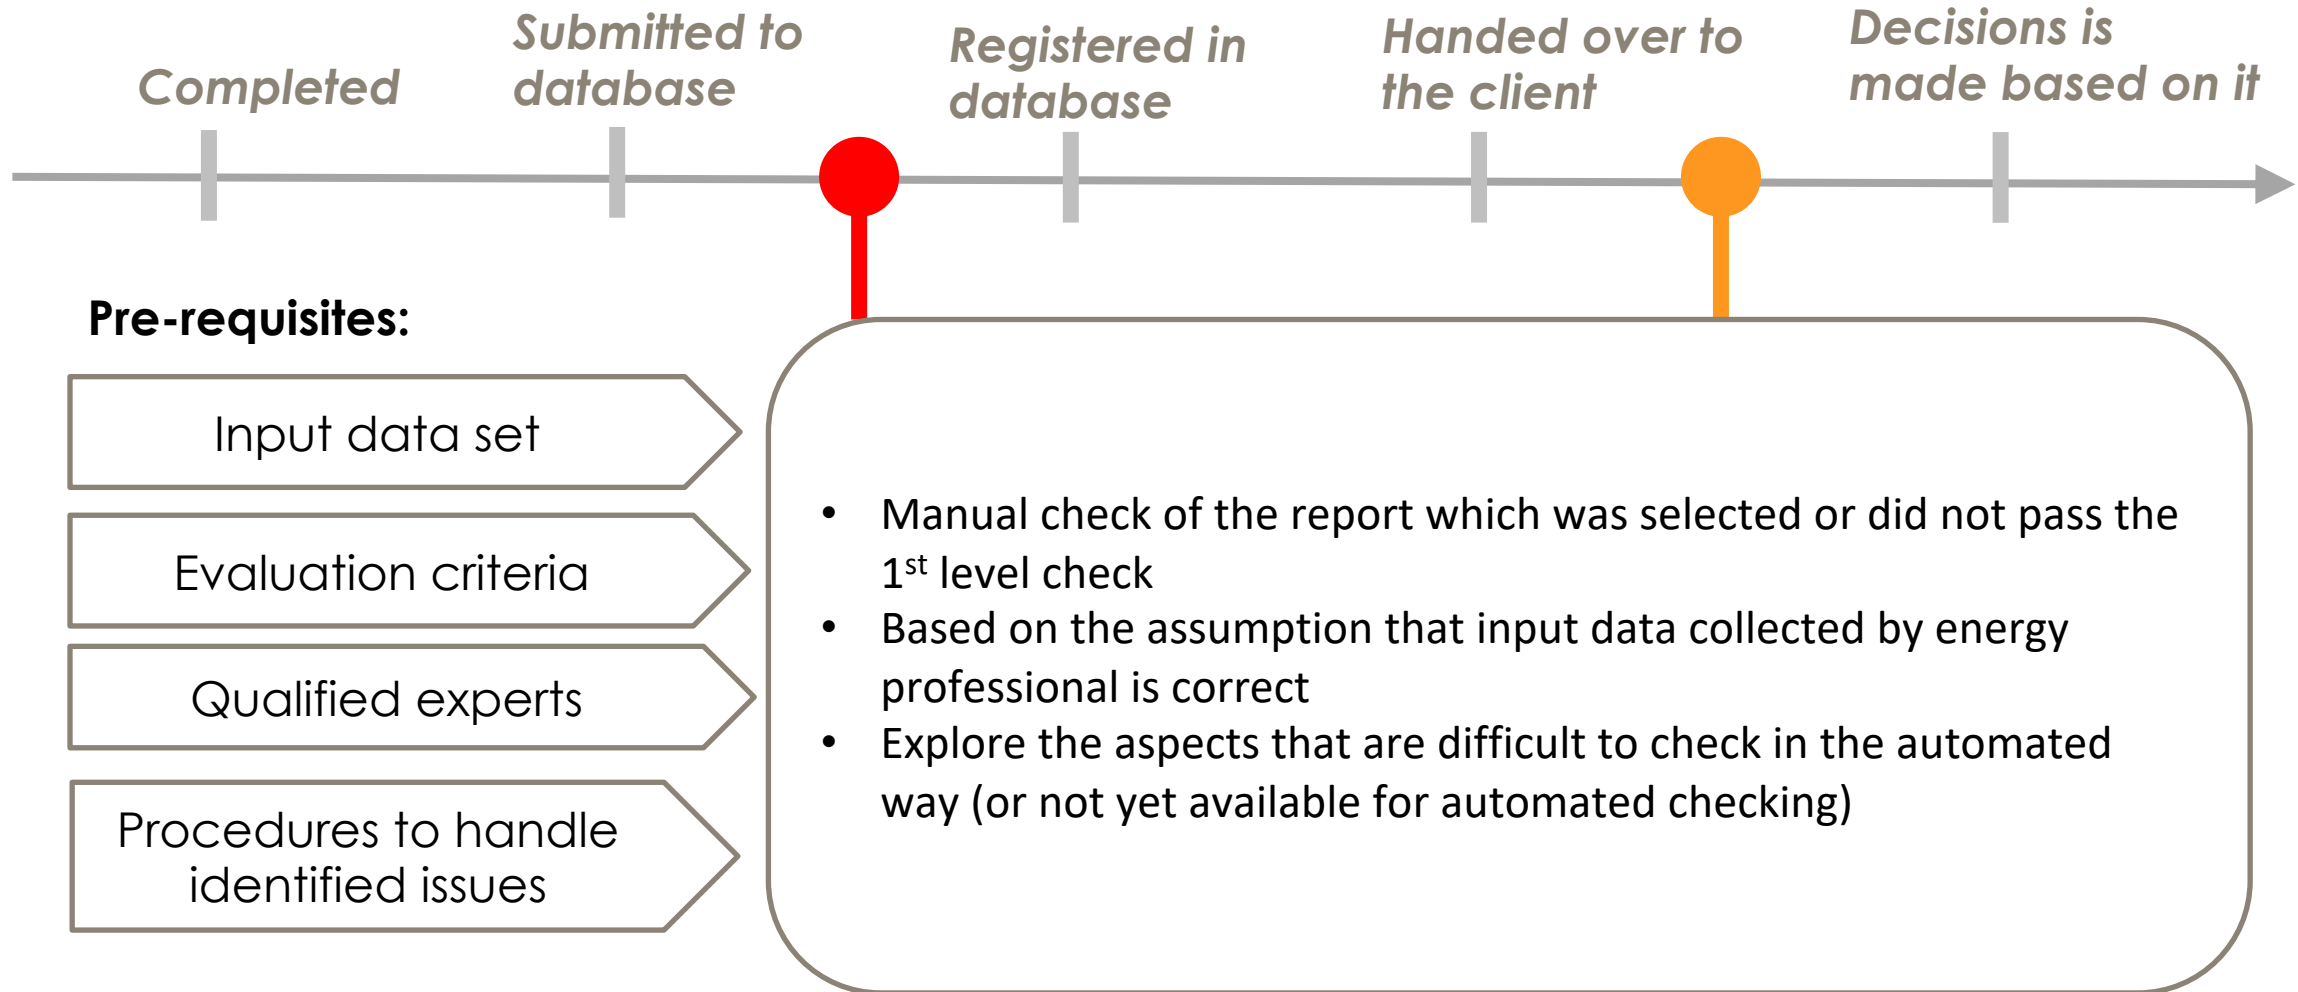 Completed
Submitted to
database
Registered in
database
Handed over to
the client
Decisions is
made based on it
Pre-requisites:
Input data set
Evaluation criteria
Qualified experts
Procedures to handle
identified issues
• Manual check of the report which was selected or did not pass the
1st level check
• Based on the assumption that input data collected by energy
professional is correct
• Explore the aspects that are difficult to check in the automated
way (or not yet available for automated checking)